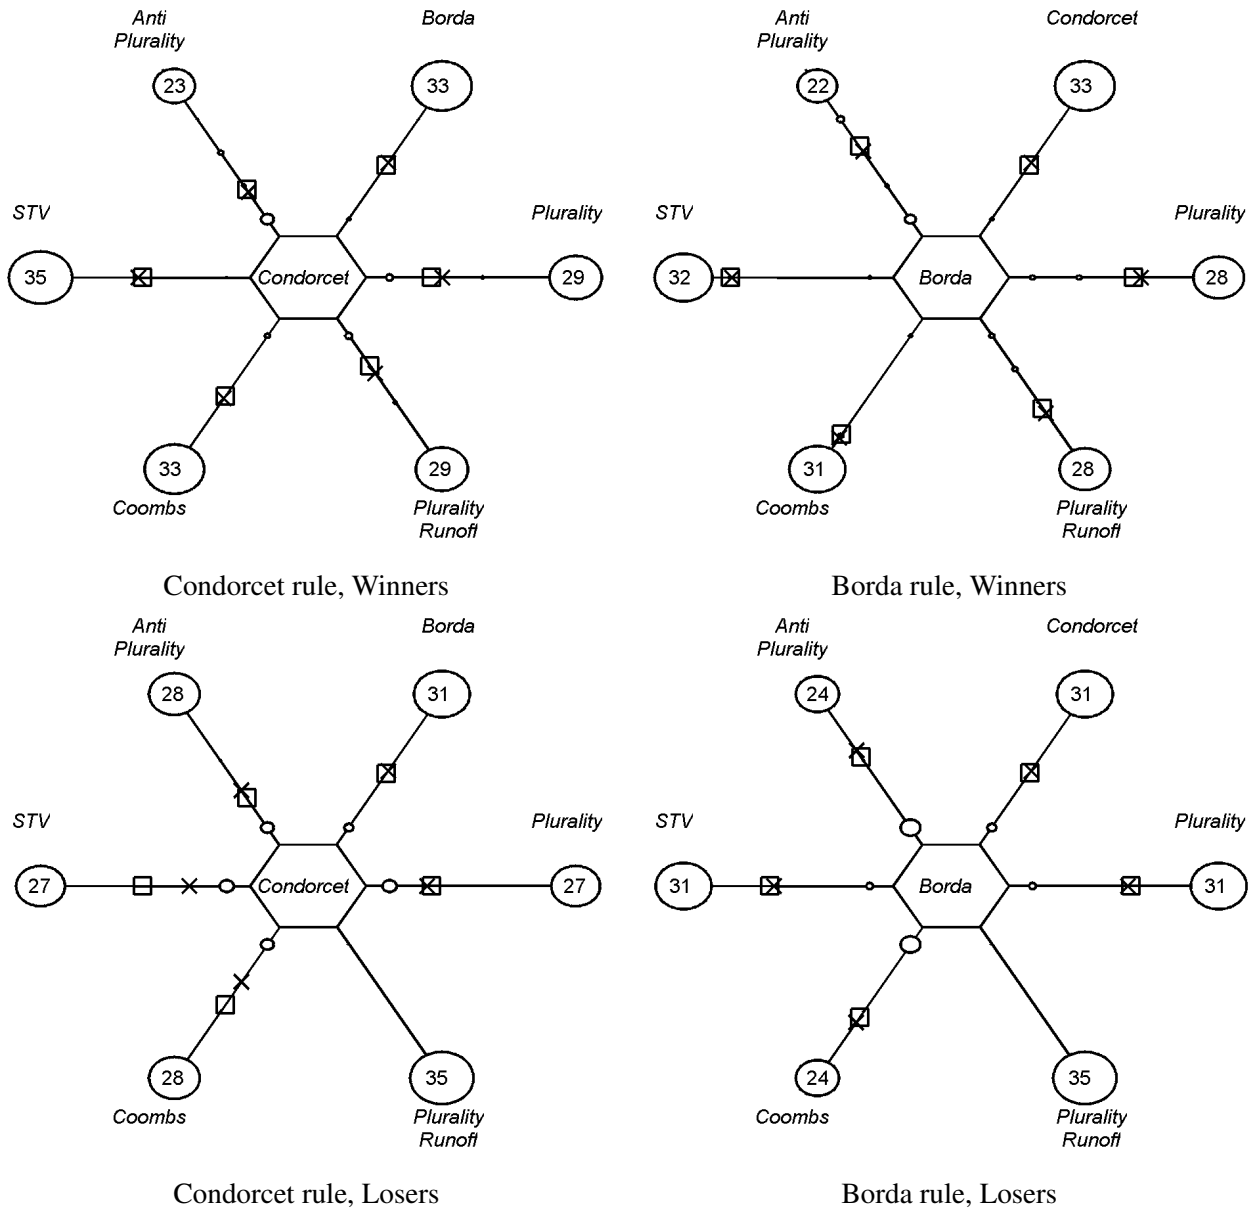 Anti
Plurality
Borda
23
33
STV
Plurality
35
Condorcet
29
33
29
Coombs
Plurality
Runoff
Condorcet rule, Winners
Anti
Plurality
Condorcet
22
33
STV
Plurality
32
Borda
28
31
28
Coombs
Plurality
Runoff
Borda rule, Winners
Anti
Plurality
Borda
28
31
STV
Plurality
27
Condorcet
27
28
35
Coombs
Plurality
Runoff
Condorcet rule, Losers
Anti
Plurality
Condorcet
24
31
STV
Plurality
31
Borda
31
24
35
Coombs
Plurality
Runoff
Borda rule, Losers